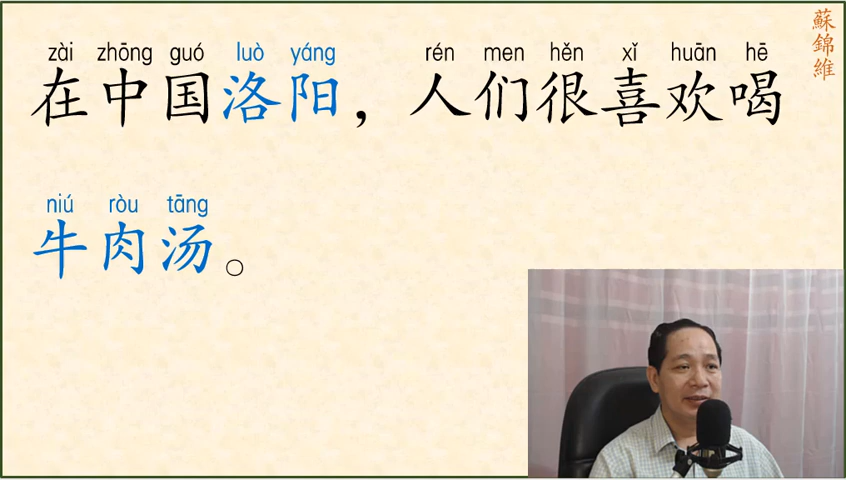 zài zhōng guó luò yáng rén men hěn xǐ huān hē
在中国洛阳，人们很喜欢喝
niú ròu tāng
牛肉汤。
蘇錦維